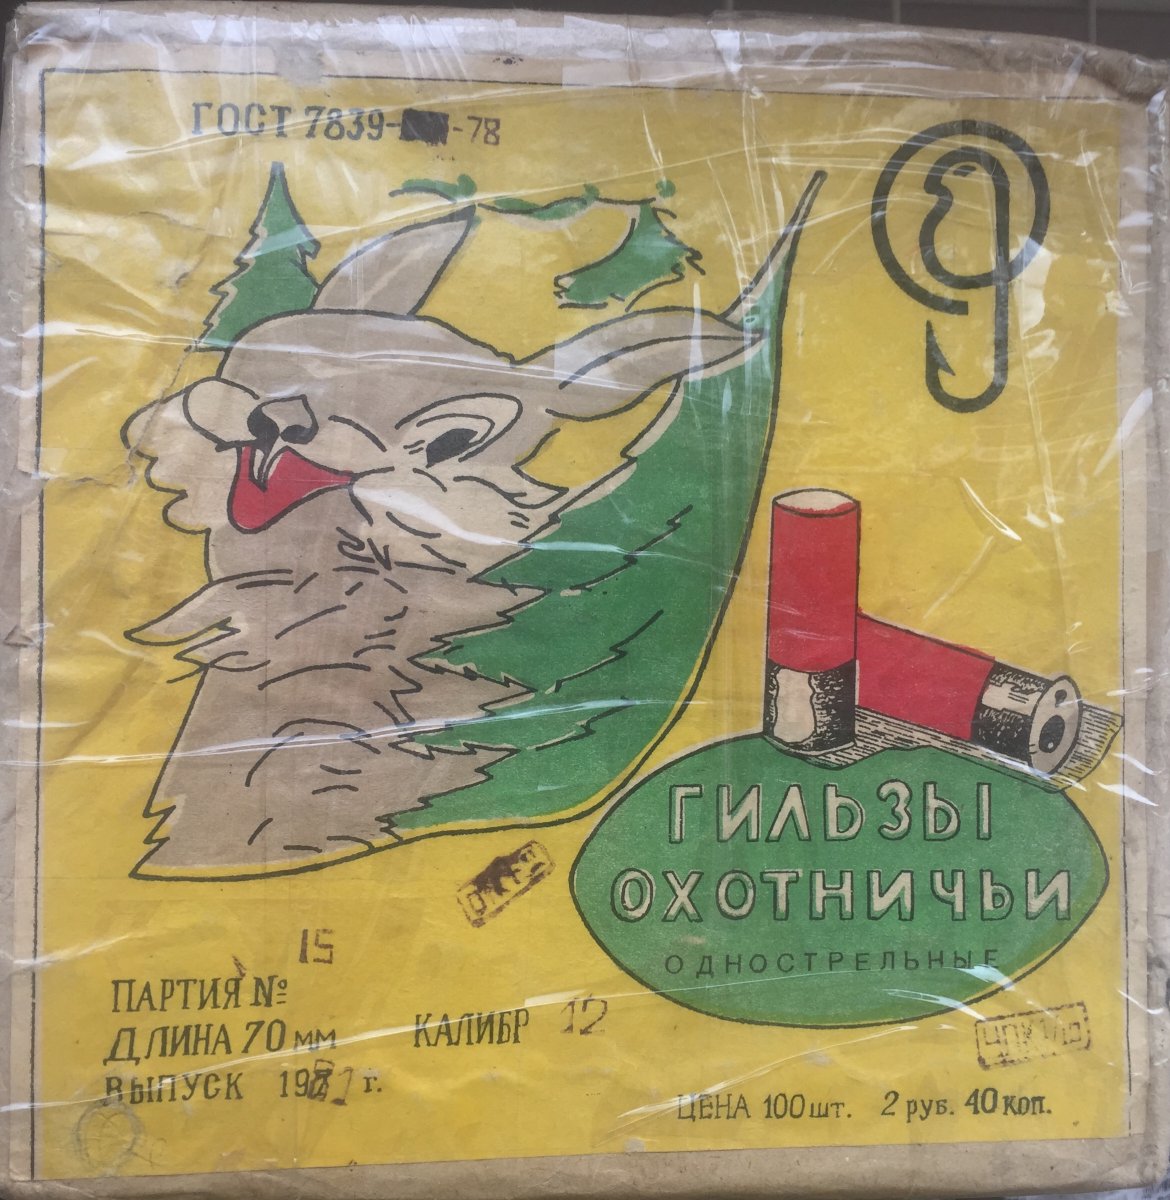 ГОСТ 7839- -78
ГИЛЬЗЫ
ОХОТНИЧЬИ
ОДНОСТРЕЛЬНЫЕ
15
ПАРТИЯ №
ДЛИНА 70 мм
КАЛИБР 12
ВЫПУСК г.
ЦЕНА 100 шт. 2 руб. 40 коп.